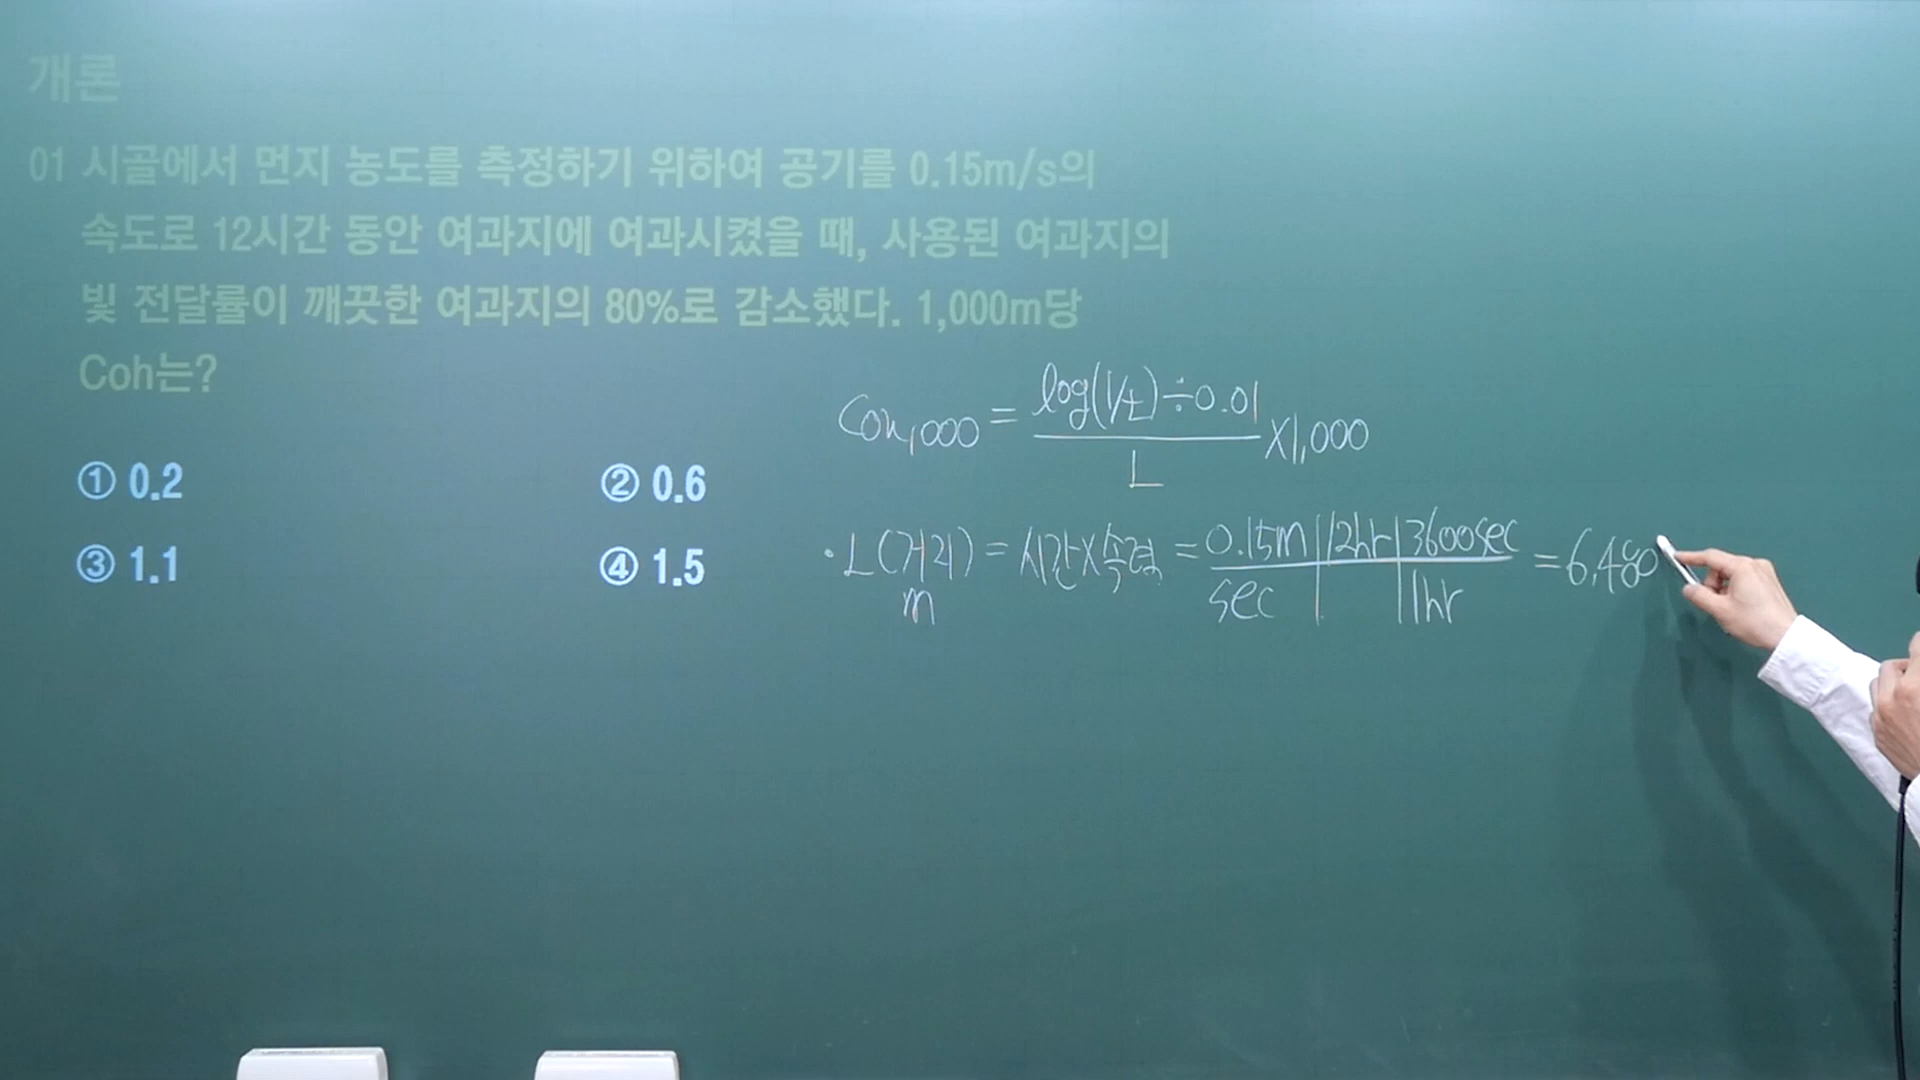 개론
01 시골에서 먼지 농도를 측정하기 위하여 공기를 0.15m/s의
속도로 12시간 동안 여과지에 여과시켰을 때, 사용된 여과지의
빛 전달률이 깨끗한 여과지의 80%로 감소했다. 1,000m당
Coh는?
① 0.2 ② 0.6
③ 1.1 ④ 1.5
Coh1,000 = log(1/t)÷0.01 / L ×1,000
· L(거리) = 시간×속력 = 0.15m | 12hr | 3600sec = 6,480
m sec | | 1hr